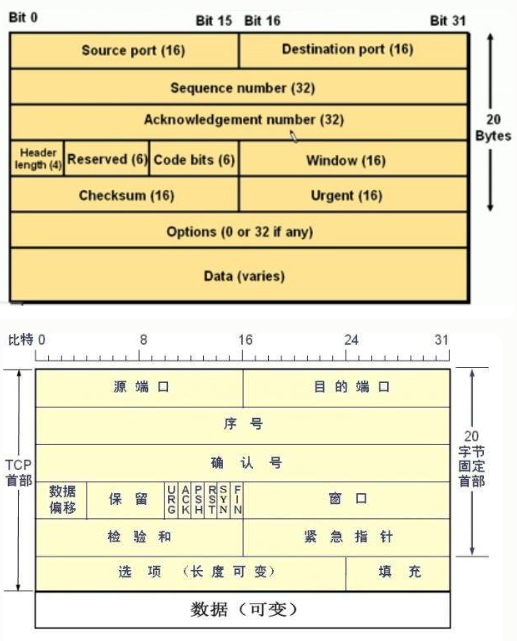 Bit 0 Bit 15 Bit 16 Bit 31
Source port (16) Destination port (16)
Sequence number (32)
Acknowledgement number (32)
20
Bytes
Header
length (4) Reserved (6) Code bits (6) Window (16)
Checksum (16) Urgent (16)
Options (0 or 32 if any)
Data (varies)
比特 0 8 16 24 31
源端口 目的端口
序号
确认号
TCP
首部
20
字节
固定
首部
数据
偏移 保留 URG ACK PSH RST SYN FIN 窗口
检验和 紧急指针
选项 (长度可变) 填充
数据 (可变)